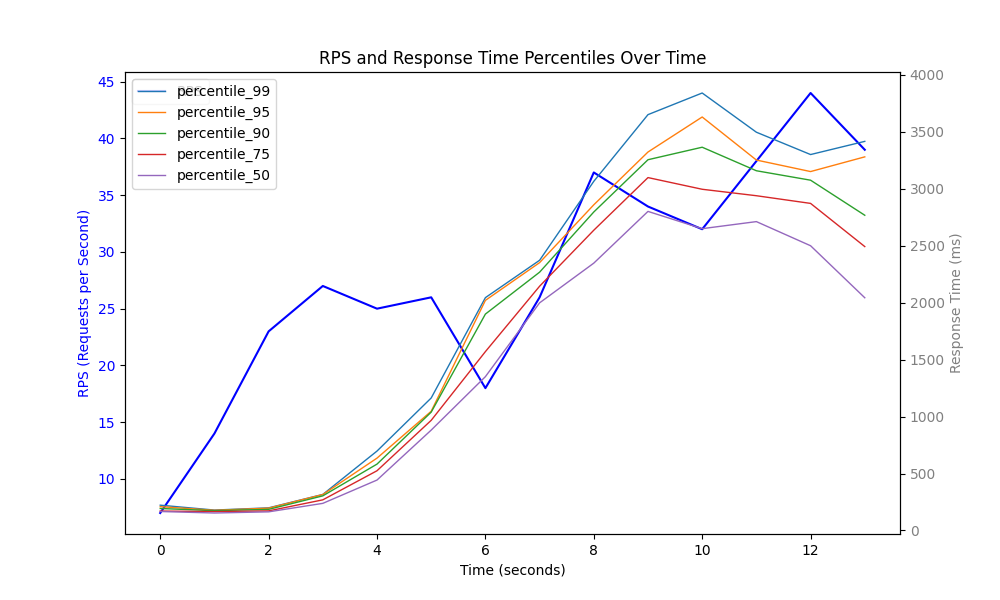 RPS and Response Time Percentiles Over Time
percentile_99
percentile_95
percentile_90
percentile_75
percentile_50
RPS (Requests per Second)
45
40
35
30
25
20
15
10
4000
3500
3000
2500
2000
1500
1000
500
0
Response Time (ms)
0 2 4 6 8 10 12
Time (seconds)